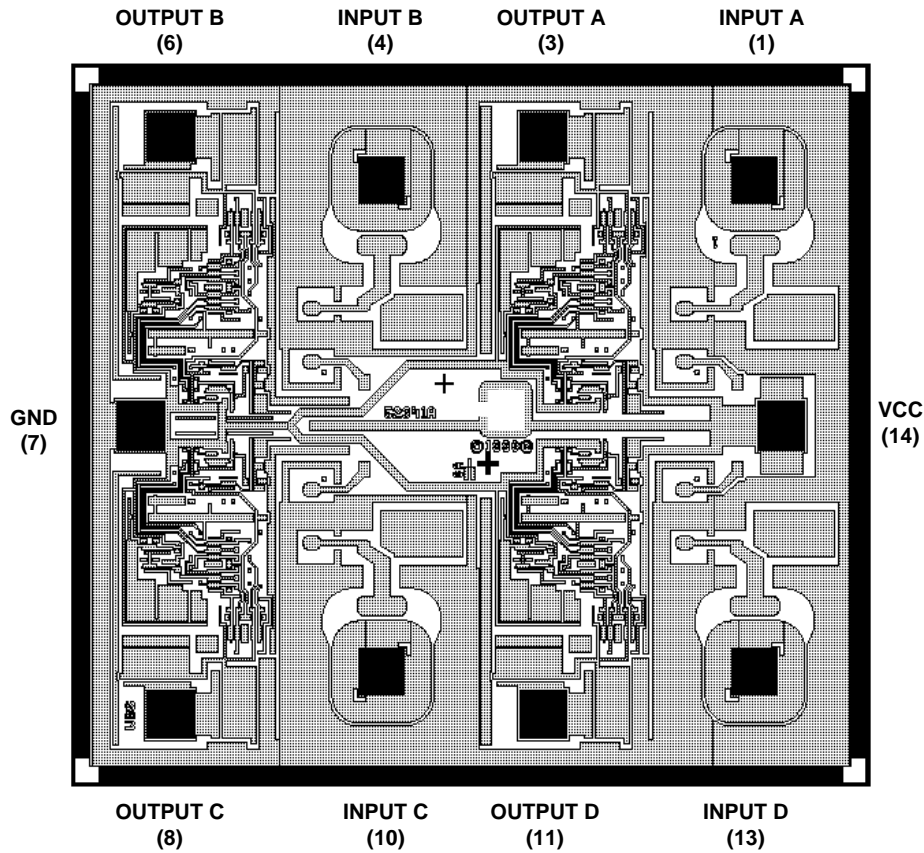 OUTPUT B
(6)
INPUT B
(4)
OUTPUT A
(3)
INPUT A
(1)
GND
(7)
VCC
(14)
OUTPUT C
(8)
INPUT C
(10)
OUTPUT D
(11)
INPUT D
(13)